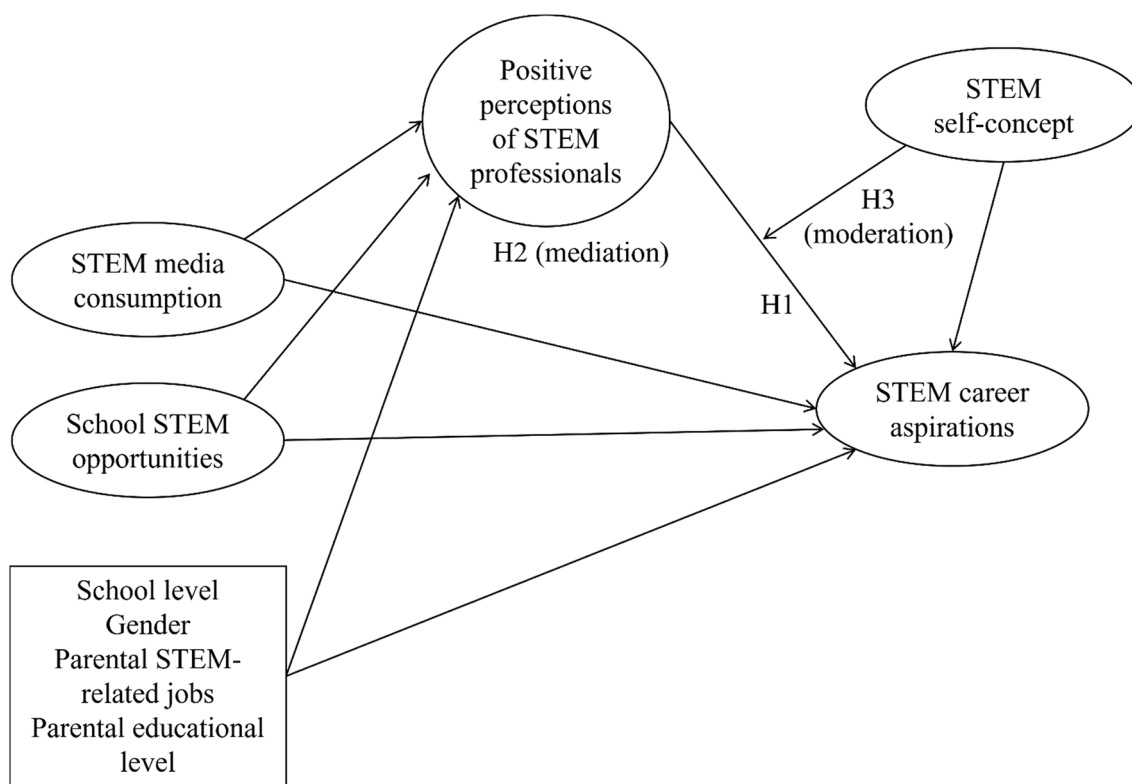 Positive
perceptions
of STEM
professionals
STEM
self-concept
H3
(moderation)
H2 (mediation)
STEM media
consumption
H1
STEM career
aspirations
School STEM
opportunities
School level
Gender
Parental STEM-
related jobs
Parental educational
level